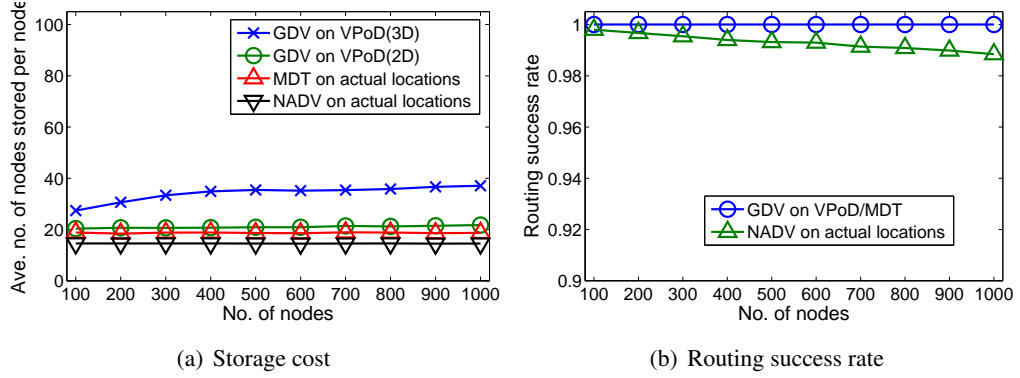 Ave. no. of nodes stored per node
100
80
60
40
20
0
GDV on VPoD(3D)
GDV on VPoD(2D)
MDT on actual locations
NADV on actual locations
100 200 300 400 500 600 700 800 900 1000
No. of nodes
(a) Storage cost
Routing success rate
1
0.98
0.96
0.94
0.92
0.9
GDV on VPoD/MDT
NADV on actual locations
100 200 300 400 500 600 700 800 900 1000
No. of nodes
(b) Routing success rate